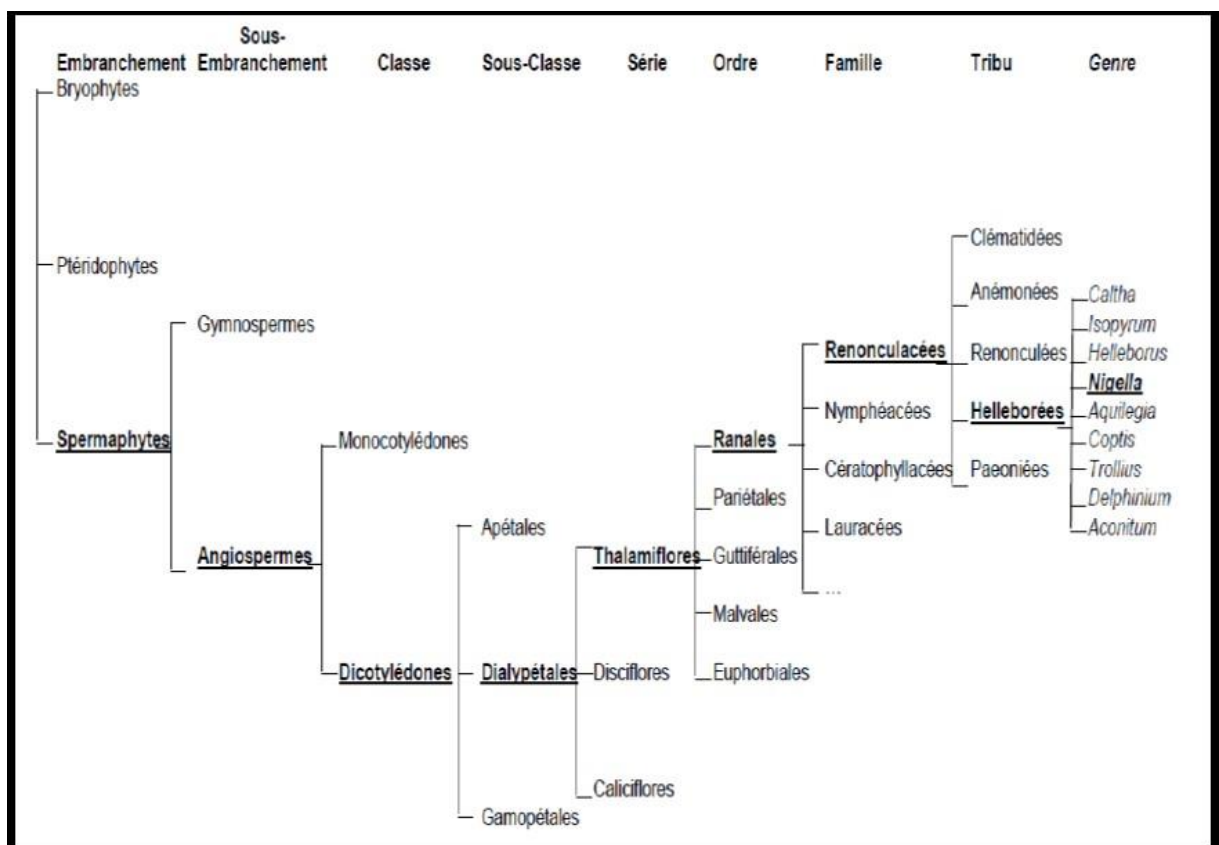 Sous-
Embranchement Embranchement Classe Sous-Classe Série Ordre Famille Tribu Genre
Bryophytes
Clématidées
Ptéridophytes
Anémonées
Caltha
Gymnospermes
Isopyrum
Renonculacées
Renonculées
Helleborus
Nigella
Nymphéacées
Helleborées
Aquilegia
Spermaphytes
Monocotylédones
Ranales
Coptis
Cératophyllacées
Paeoniées
Trollius
Pariétales
Delphinium
Apétales
Lauracées
Aconitum
Angiospermes
Thalamiflores
Guttiférales
...
Malvales
Dicotylédones
Dialypétales
Disciflores
Euphorbiales
Caliciflores
Gamopétales